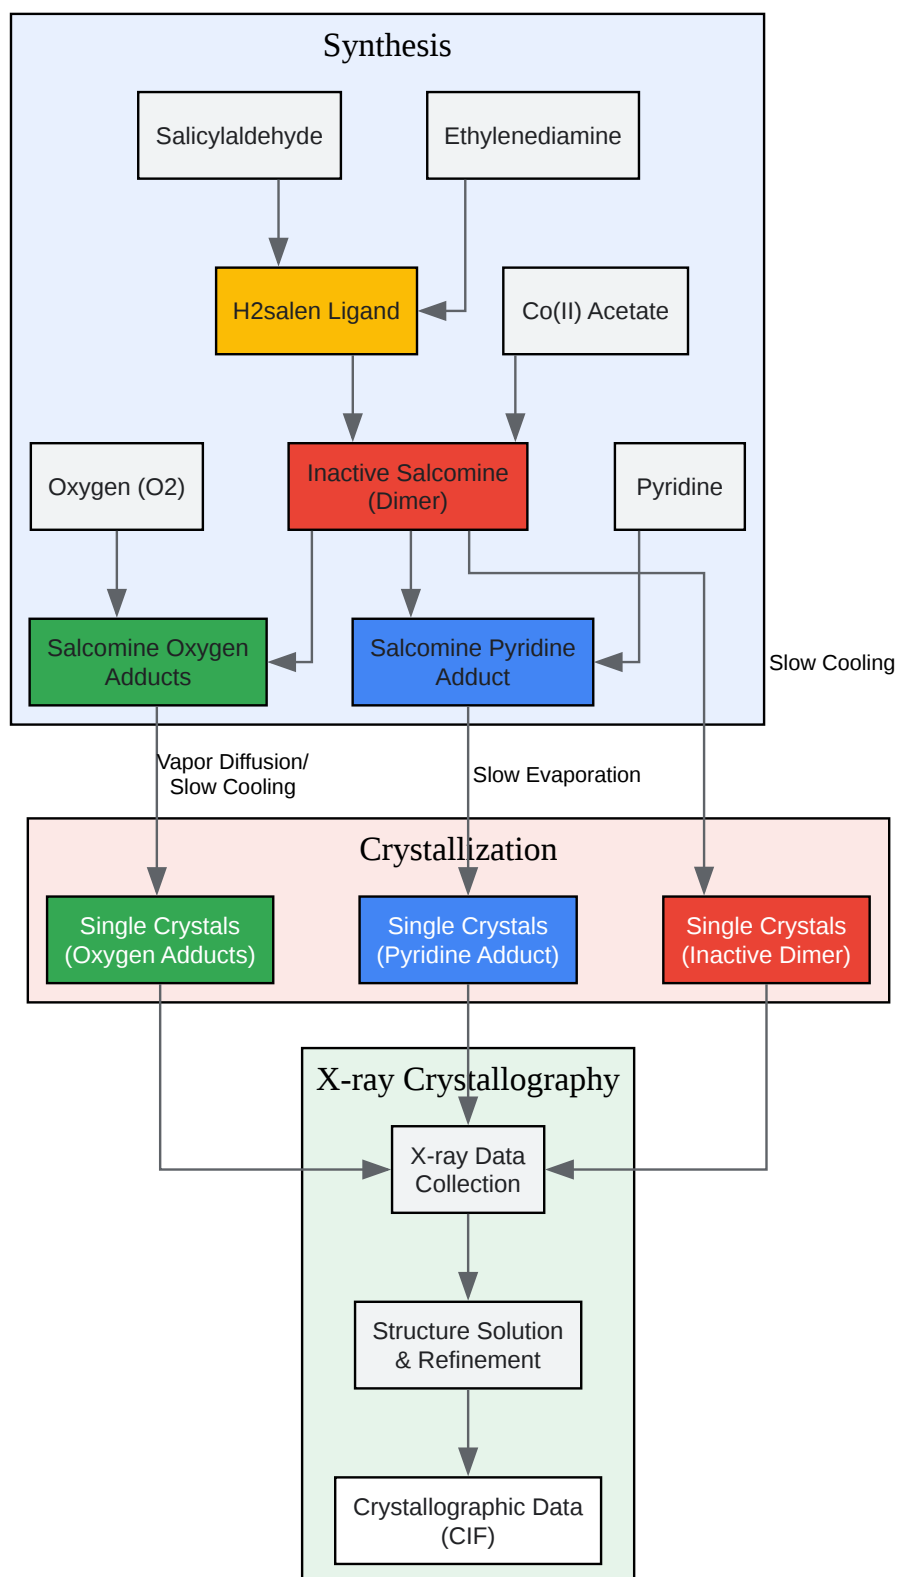 Synthesis
Salicylaldehyde
Ethylenediamine
H2salen Ligand
Co(II) Acetate
Oxygen (O2)
Inactive Salcomine
(Dimer)
Pyridine
Salcomine Oxygen
Adducts
Salcomine Pyridine
Adduct
Slow Cooling
Vapor Diffusion/
Slow Cooling
Slow Evaporation
Crystallization
Single Crystals
(Oxygen Adducts)
Single Crystals
(Pyridine Adduct)
Single Crystals
(Inactive Dimer)
X-ray Crystallography
X-ray Data
Collection
Structure Solution
& Refinement
Crystallographic Data
(CIF)